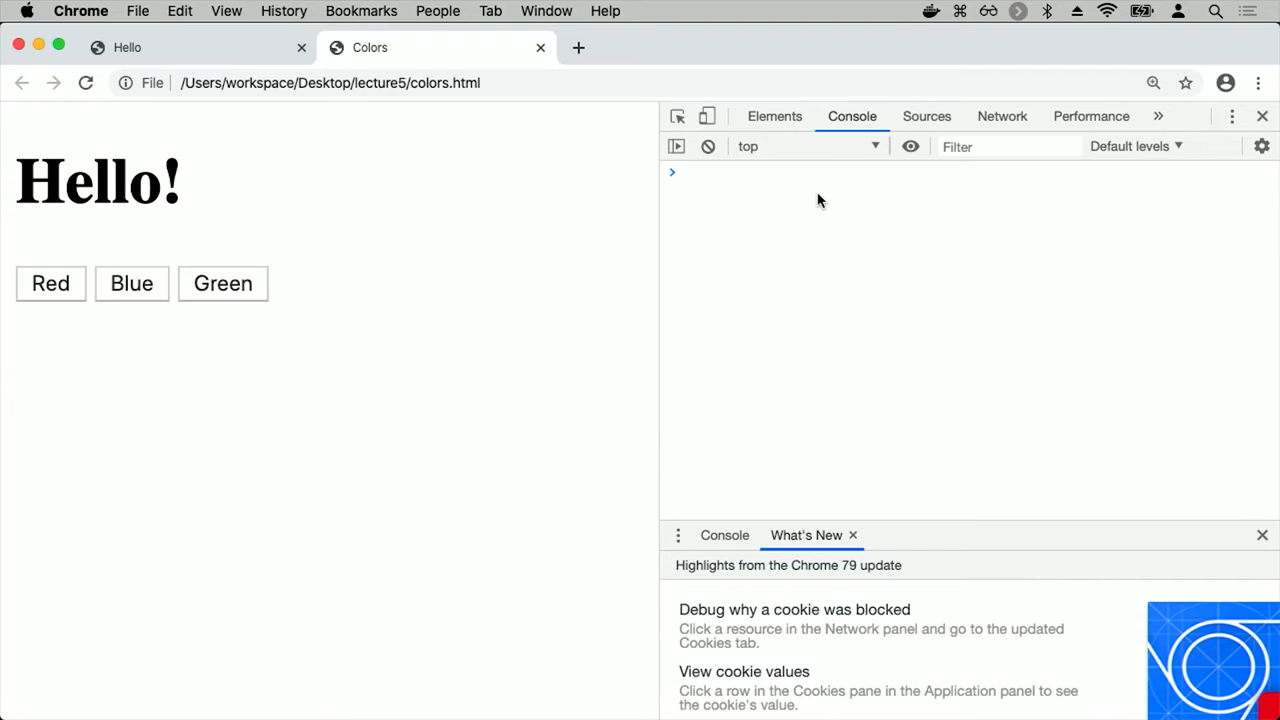 Chrome File Edit View History Bookmarks People Tab Window Help
Hello
Colors
File /Users/workspace/Desktop/lecture5/colors.html
Elements Console Sources Network Performance
top Filter Default levels
Hello!
Red Blue Green
Console What's New
Highlights from the Chrome 79 update
Debug why a cookie was blocked
Click a resource in the Network panel and go to the updated
Cookies tab.
View cookie values
Click a row in the Cookies pane in the Application panel to see
the cookie's value.